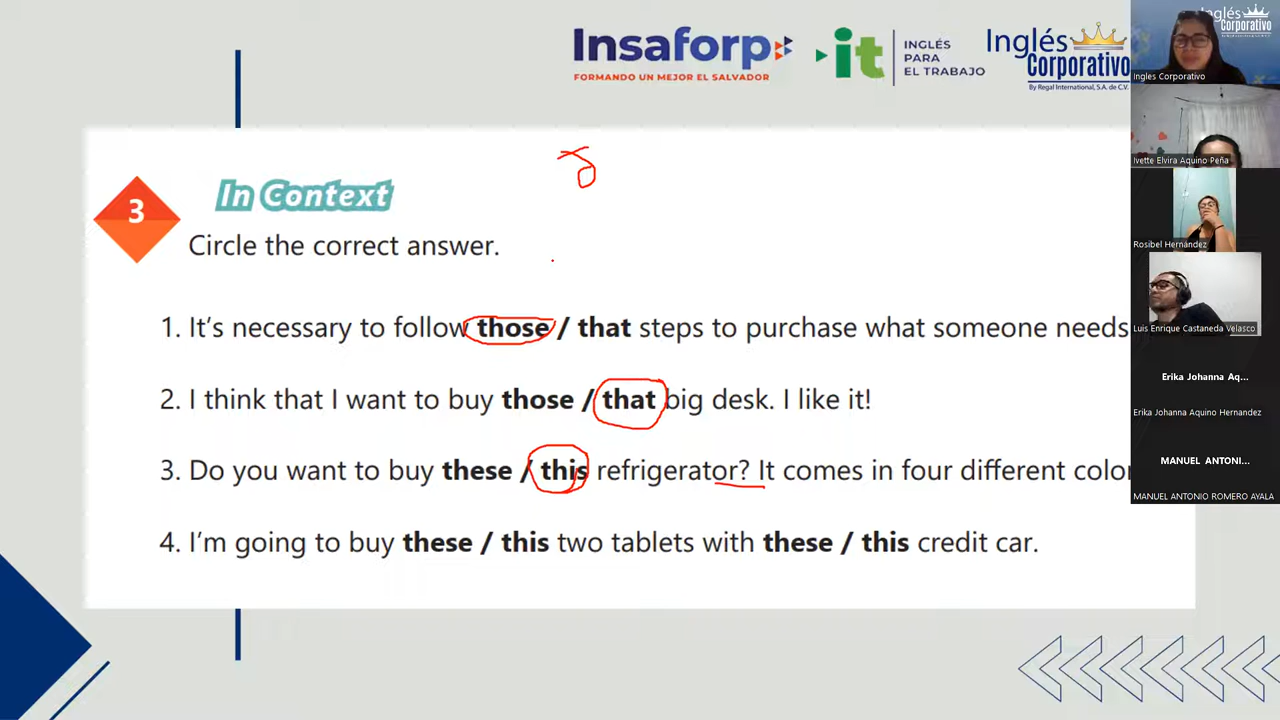 Insaforp
FORMANDO UN MEJOR EL SALVADOR
it
INGLÉS
PARA
EL TRABAJO
Inglés
Corporativo
By Regal International, S.A. de C.V.
Inglés
Corporativo
Ingles Corporativo
Ivette Elvira Aquino Peña
Rosibel Hernández
Luis Enrique Castaneda Velasco
Erika Johanna Aq...
Erika Johanna Aquino Hernandez
MANUEL ANTONI...
MANUEL ANTONIO ROMERO AYALA
3
In Context
Circle the correct answer.
1. It's necessary to follow those / that steps to purchase what someone needs
2. I think that I want to buy those / that big desk. I like it!
3. Do you want to buy these / this refrigerator? It comes in four different color
4. I'm going to buy these / this two tablets with these / this credit car.